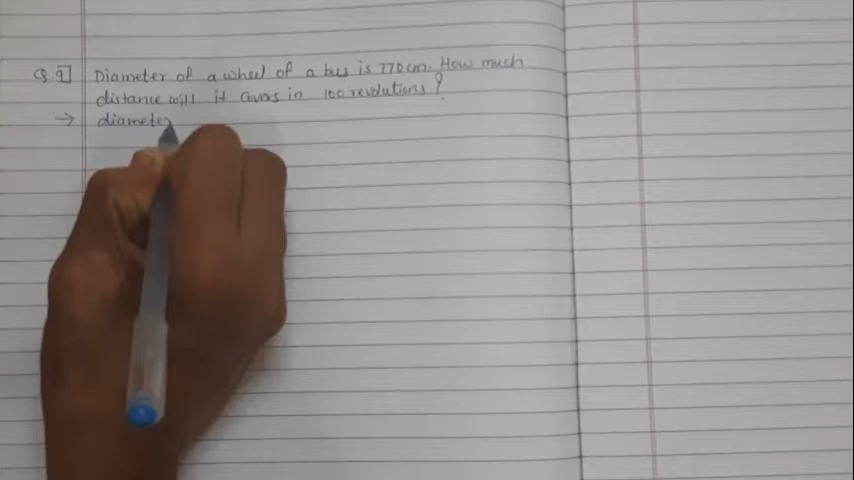 Q.9] Diameter of a wheel of a bus is 770cm. How much
distance will it covers in 100 revolutions?
→ diameter